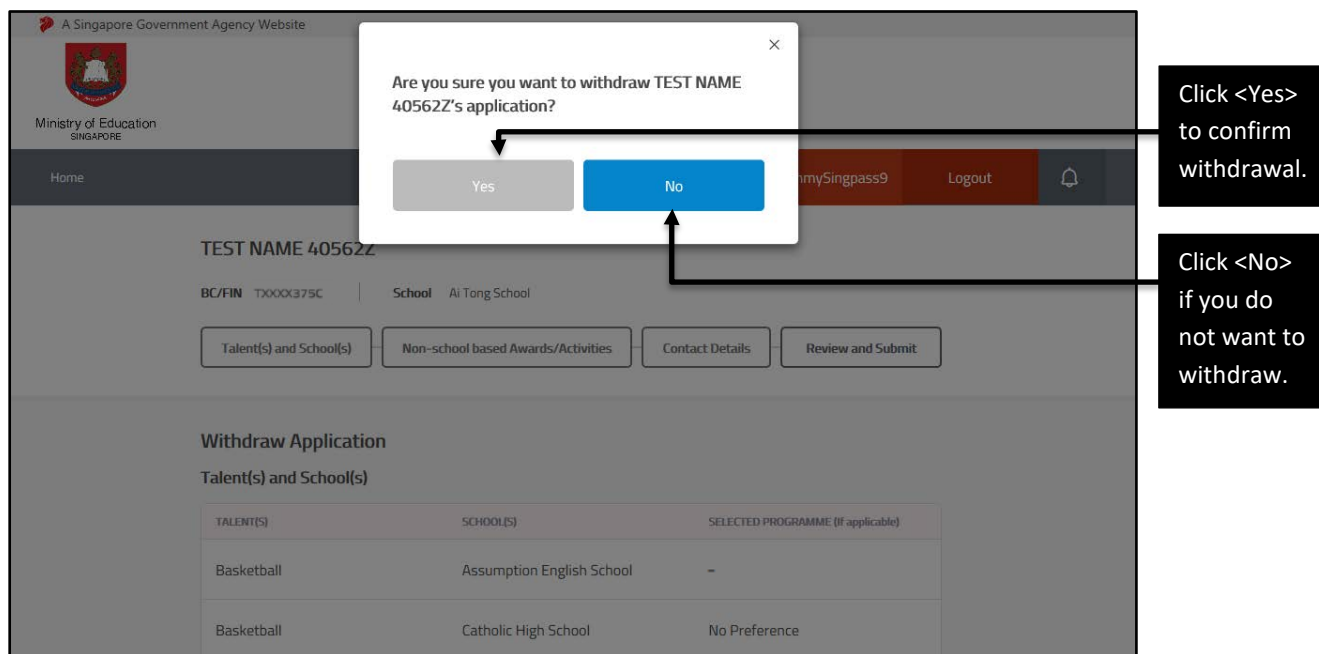 A Singapore Government Agency Website
Ministry of Education
SINGAPORE
×
Are you sure you want to withdraw TEST NAME
40562Z's application?
Yes
No
Click <Yes>
to confirm
withdrawal.
Home
mmySingpass9
Logout
Click <No>
if you do
not want to
withdraw.
TEST NAME 40562Z
BC/FIN TXXXX375C School Ai Tong School
Talent(s) and School(s) Non-school based Awards/Activities Contact Details Review and Submit
Withdraw Application
Talent(s) and School(s)
TALENT(S) SCHOOL(S) SELECTED PROGRAMME (If applicable)
Basketball Assumption English School –
Basketball Catholic High School No Preference